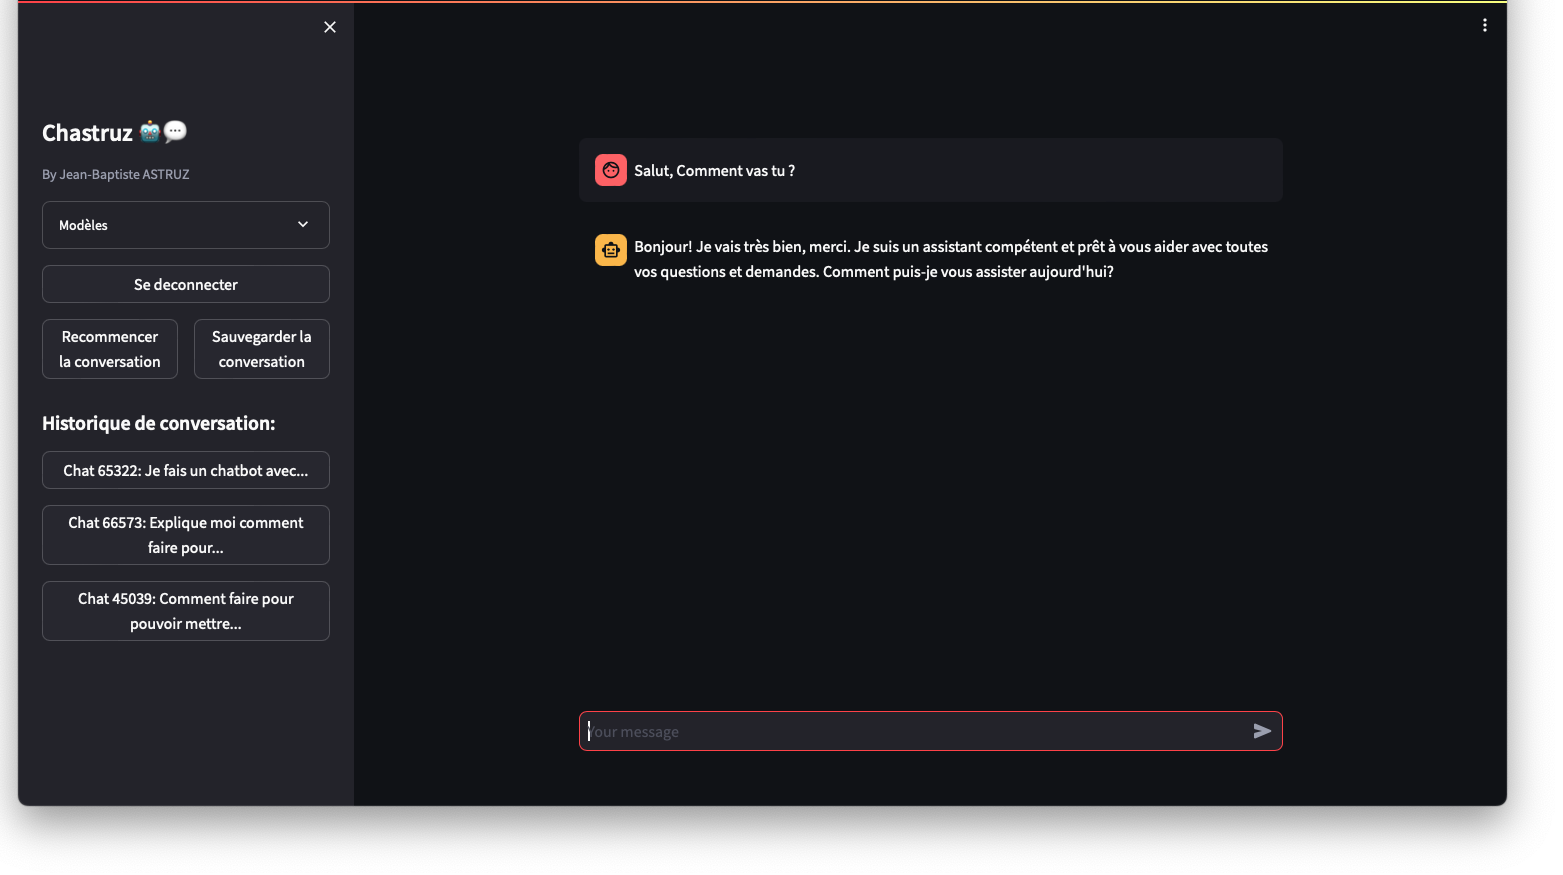 Chastruz 🤖💬
By Jean-Baptiste ASTRUZ
Modèles
Se deconnecter
Recommencer
la conversation
Sauvegarder la
conversation
Historique de conversation:
Chat 65322: Je fais un chatbot avec...
Chat 66573: Explique moi comment
faire pour...
Chat 45039: Comment faire pour
pouvoir mettre...
Salut, Comment vas tu ?
Bonjour! Je vais très bien, merci. Je suis un assistant compétent et prêt à vous aider avec toutes
vos questions et demandes. Comment puis-je vous assister aujourd'hui?
Your message